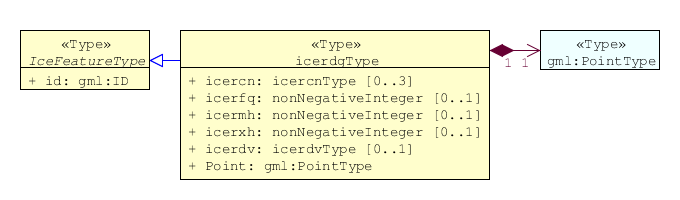 «Type»
IceFeatureType
+ id: gml:ID
«Type»
icerdgType
+ icercn: icercnType [0..3]
+ icerfq: nonNegativeInteger [0..1]
+ icermh: nonNegativeInteger [0..1]
+ icerxh: nonNegativeInteger [0..1]
+ icerdv: icerdvType [0..1]
+ Point: gml:PointType
1 1
«Type»
gml:PointType